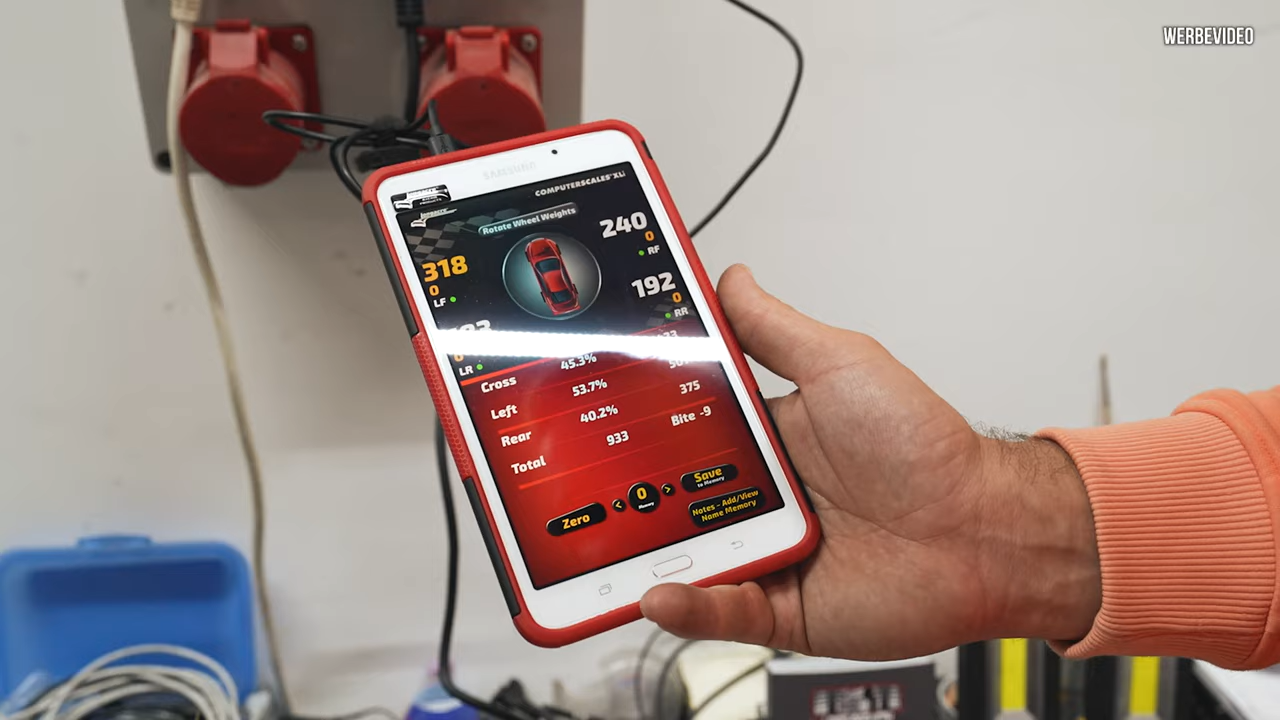 WERBEVIDEO
SAMSUNG
COMPUTERSCALES XLi
Rotate Wheel Weights
318
0
LF
240
0
RF
192
0
RR
0
LR
Cross
45.3%
Left
53.7%
Rear
40.2%
375
Total
933
Bite -9
Zero
<
0
Memory
>
Save
to Memory
Notes - Add/View
Name Memory